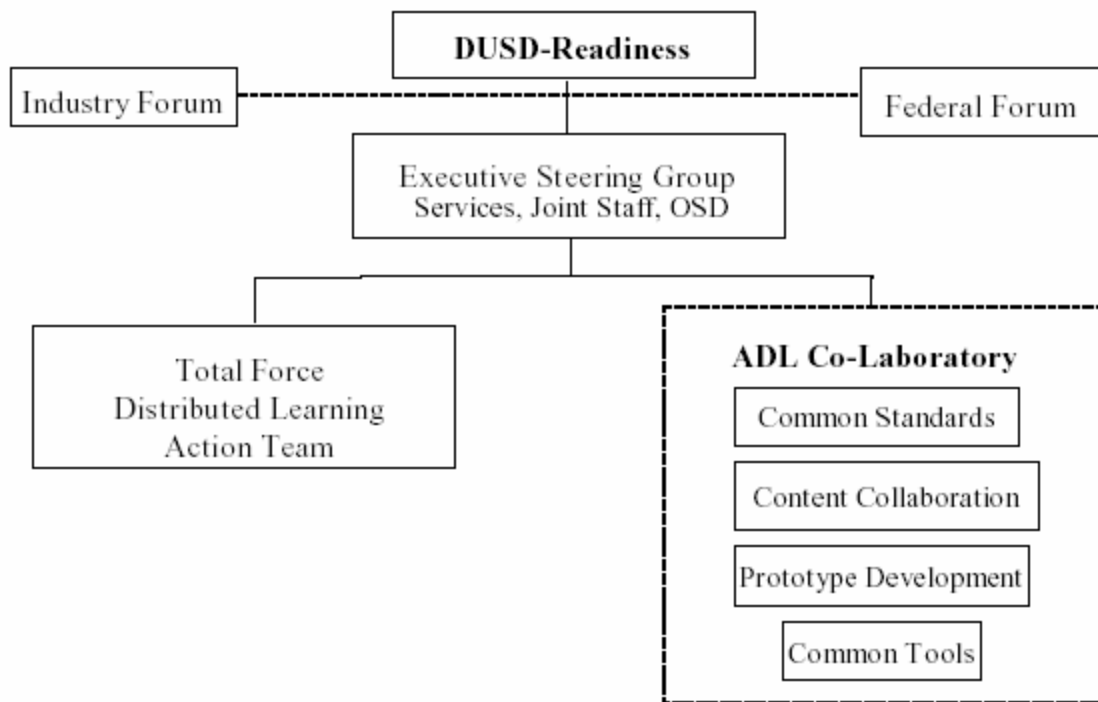 DUSD-Readiness
Industry Forum
Federal Forum
Executive Steering Group
Services, Joint Staff, OSD
Total Force
Distributed Learning
Action Team
ADL Co-Laboratory
Common Standards
Content Collaboration
Prototype Development
Common Tools